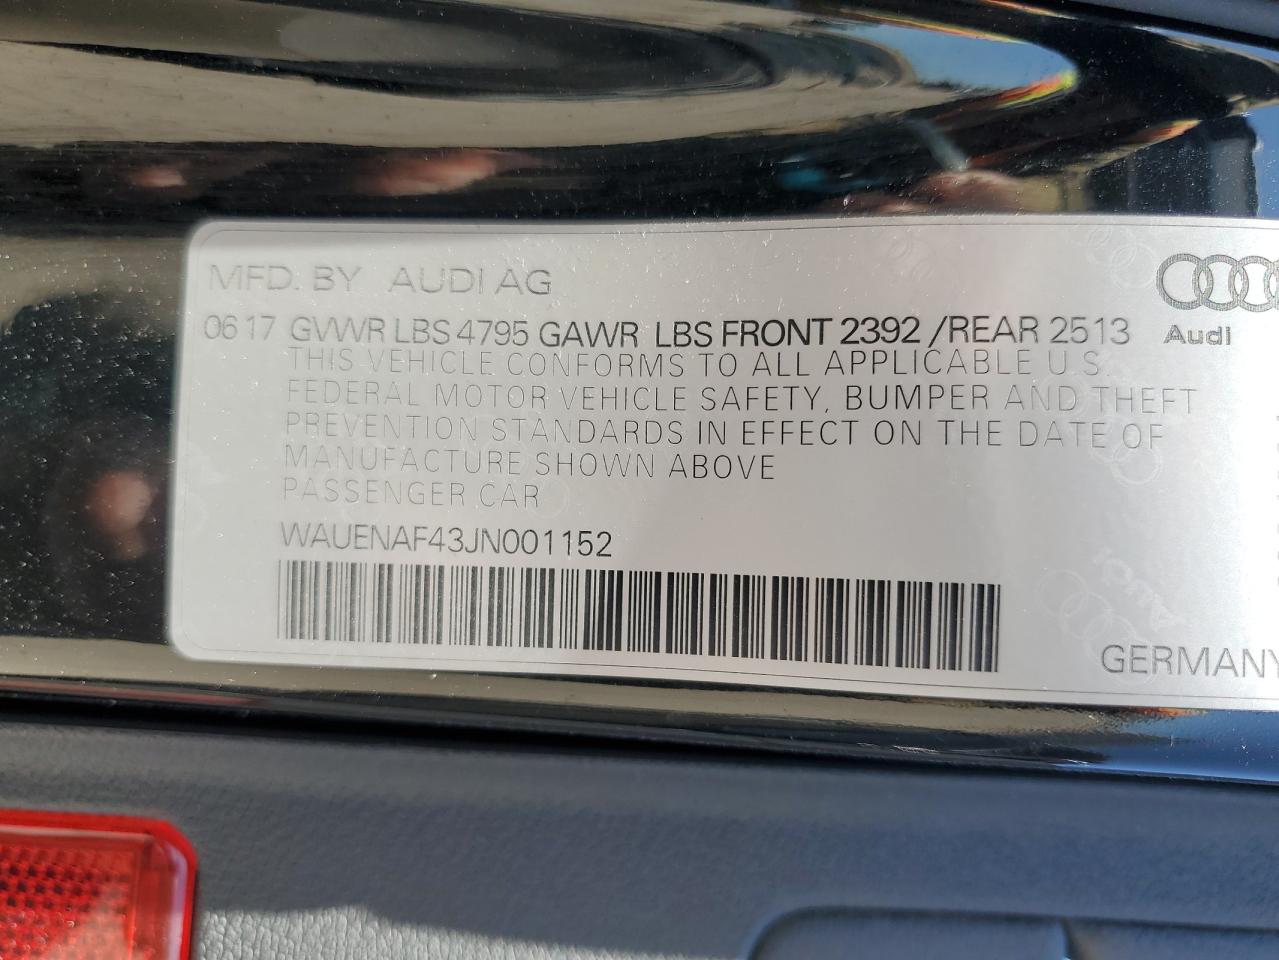 MFD. BY AUDI AG
06 17 GVWR LBS 4795 GAWR LBS FRONT 2392 /REAR 2513
Audi
THIS VEHICLE CONFORMS TO ALL APPLICABLE U.S.
FEDERAL MOTOR VEHICLE SAFETY, BUMPER AND THEFT
PREVENTION STANDARDS IN EFFECT ON THE DATE OF
MANUFACTURE SHOWN ABOVE
PASSENGER CAR
WAUENAF43JN001152
Audi
GERMANY